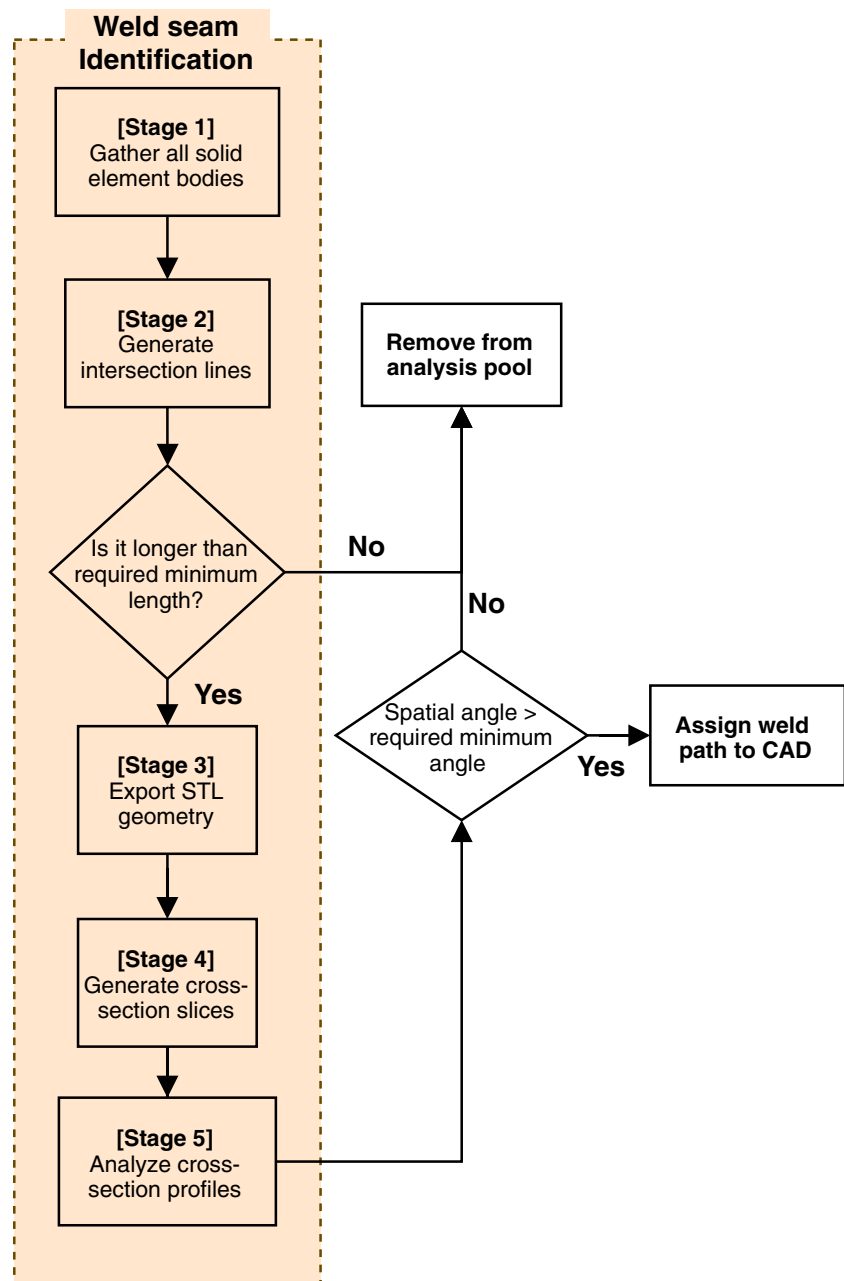 Weld seam
Identification
[Stage 1]
Gather all solid
element bodies
[Stage 2]
Generate
intersection lines
Remove from
analysis pool
Is it longer than
required minimum
length?
No
No
Yes
Spatial angle >
required minimum
angle
Yes
Assign weld
path to CAD
[Stage 3]
Export STL
geometry
[Stage 4]
Generate cross-
section slices
[Stage 5]
Analyze cross-
section profiles